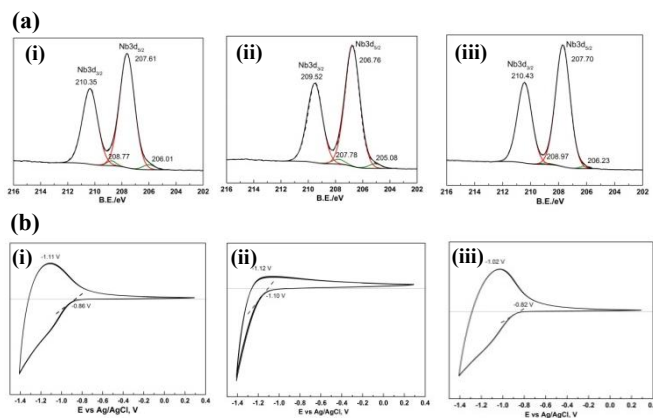 (a)
(i)
Nb3d5/2
207.61
Nb3d3/2
210.35
208.77
206.01
216 214 212 210 208 206 204 202
B.E./eV
(ii)
Nb3d5/2
206.76
Nb3d3/2
209.52
207.78
205.08
216 214 212 210 208 206 204 202
B.E./eV
(iii)
Nb3d5/2
207.70
Nb3d3/2
210.43
208.97
206.23
216 214 212 210 208 206 204 202
B.E./eV
(b)
(i)
-1.11 V
-0.86 V
-1.4 -1.2 -1.0 -0.8 -0.6 -0.4 -0.2 0.0 0.2 0.4
E vs Ag/AgCl, V
(ii)
-1.12 V
-1.10 V
-1.4 -1.2 -1.0 -0.8 -0.6 -0.4 -0.2 0.0 0.2 0.4
E vs Ag/AgCl, V
(iii)
-1.02 V
-0.82 V
-1.4 -1.2 -1.0 -0.8 -0.6 -0.4 -0.2 0.0 0.2 0.4
E vs Ag/AgCl, V